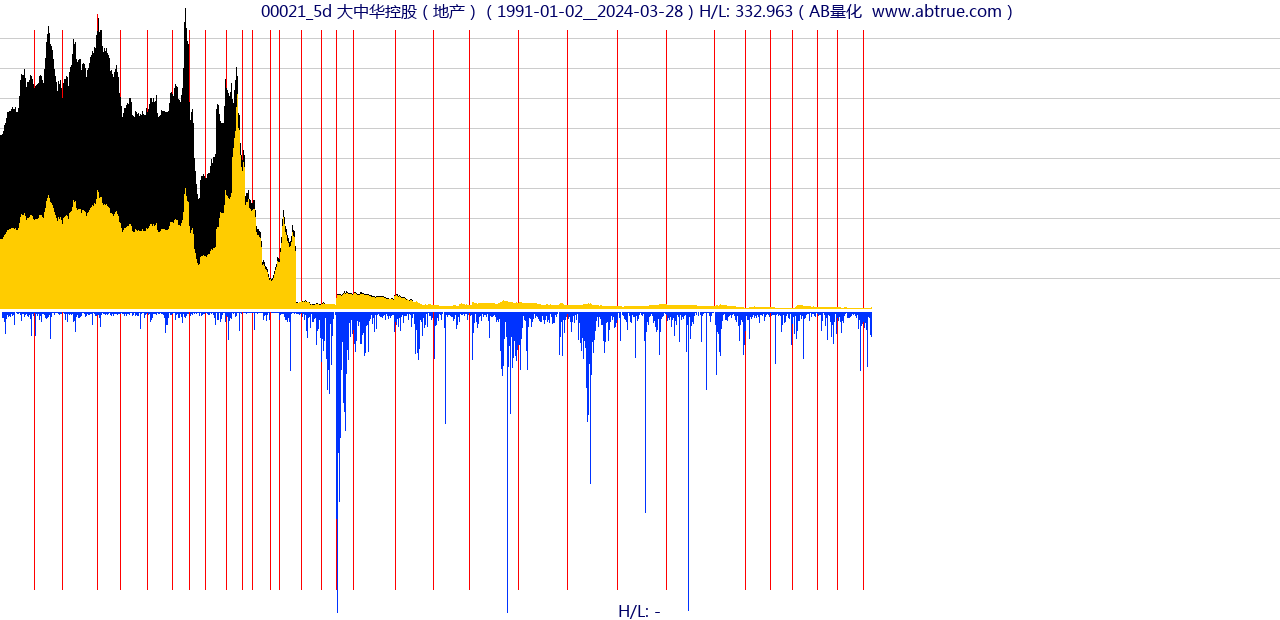 00021_5d 大中华控股 ( 地产 ) ( 1991-01-02__2024-03-28 ) H/L: 332.963 ( AB量化  www.abtrue.com )
H/L: -